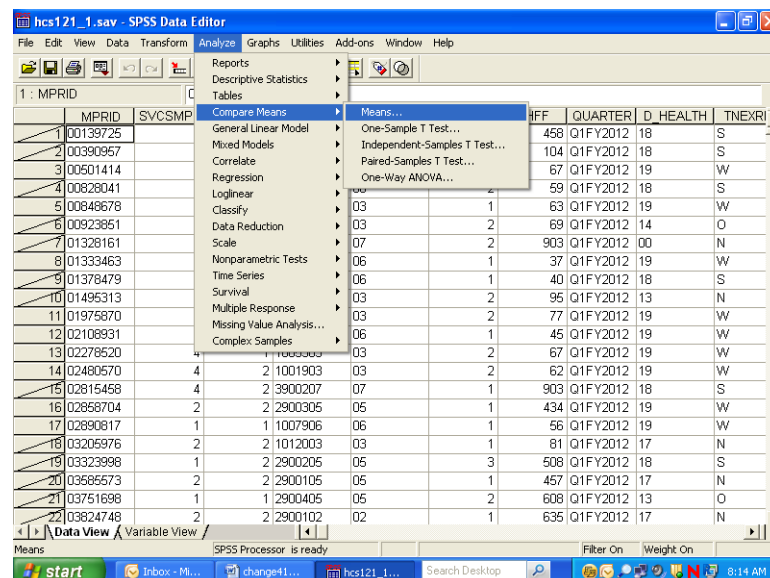 hcs121_1.sav - SPSS Data Editor
File Edit View Data Transform Analyze Graphs Utilities Add-ons Window Help
1 : MPRID
Reports
Descriptive Statistics
Tables
Compare Means
General Linear Model
Mixed Models
Correlate
Regression
Loglinear
Classify
Data Reduction
Scale
Nonparametric Tests
Time Series
Survival
Multiple Response
Missing Value Analysis...
Complex Samples
Means...
One-Sample T Test...
Independent-Samples T Test...
Paired-Samples T Test...
One-Way ANOVA...
MPRID SVCSMP HFF QUARTER D_HEALTH TNEXR
1 00139725 458 Q1FY2012 18 S
2 00390957 104 Q1FY2012 18 S
3 00501414 67 Q1FY2012 19 W
4 00828041 59 Q1FY2012 18 S
5 00848678 03 1 63 Q1FY2012 19 W
6 00923851 03 2 69 Q1FY2012 14 O
7 01328161 07 2 903 Q1FY2012 00 N
8 01333463 06 1 37 Q1FY2012 19 W
9 01378479 06 1 40 Q1FY2012 18 S
10 01495313 03 2 95 Q1FY2012 13 N
11 01975870 03 2 77 Q1FY2012 19 W
12 02108931 06 1 45 Q1FY2012 19 W
13 02278520 4 1 03 2 67 Q1FY2012 19 W
14 02480570 4 2 1001903 03 2 62 Q1FY2012 19 W
15 02815458 4 2 3900207 07 1 903 Q1FY2012 18 S
16 02858704 2 2 2900305 05 1 434 Q1FY2012 19 W
17 02890817 1 1 1007906 06 1 56 Q1FY2012 19 W
18 03205976 2 2 1012003 03 1 81 Q1FY2012 17 N
19 03323998 1 2 2900205 05 3 508 Q1FY2012 18 S
20 03585573 2 2 2900105 05 1 457 Q1FY2012 17 N
21 03751698 1 1 2900405 05 2 608 Q1FY2012 13 O
22 03824748 2 2 2900102 02 1 635 Q1FY2012 17 N
Data View Variable View
Means SPSS Processor is ready Filter On Weight On
start Inbox - Mi... change41... hcs121_1... Search Desktop 8:14 AM